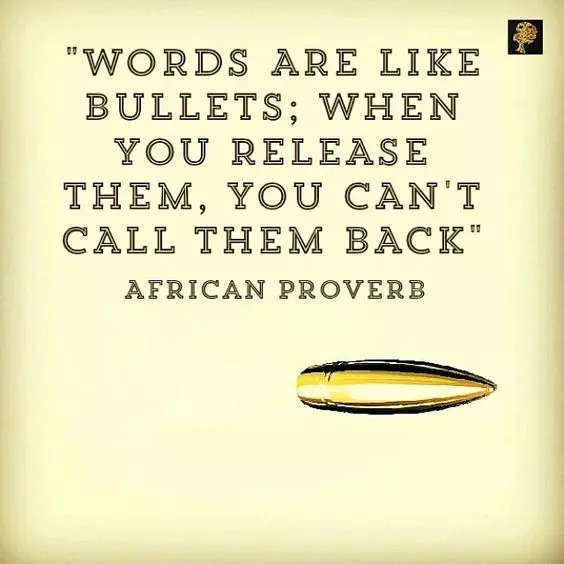 "WORDS ARE LIKE
BULLETS; WHEN
YOU RELEASE
THEM, YOU CAN'T
CALL THEM BACK"
AFRICAN PROVERB